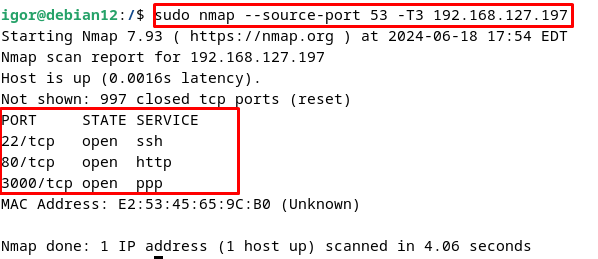 igor@debian12:/$ sudo nmap --source-port 53 -T3 192.168.127.197
Starting Nmap 7.93 ( https://nmap.org ) at 2024-06-18 17:54 EDT
Nmap scan report for 192.168.127.197
Host is up (0.0016s latency).
Not shown: 997 closed tcp ports (reset)
PORT     STATE SERVICE
22/tcp   open  ssh
80/tcp   open  http
3000/tcp open  ppp
MAC Address: E2:53:45:65:9C:B0 (Unknown)
Nmap done: 1 IP address (1 host up) scanned in 4.06 seconds